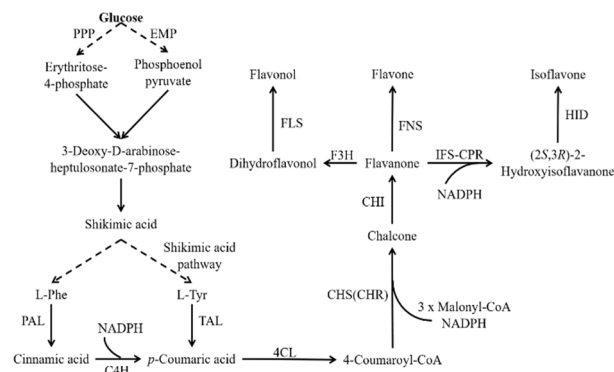 Glucose
PPP
EMP
Erythritose-
4-phosphate
Phosphoenol
pyruvate
3-Deoxy-D-arabinose-
heptulosonate-7-phosphate
Shikimic acid
Shikimic acid
pathway
L-Phe
L-Tyr
PAL
NADPH
TAL
Cinnamic acid
C4H
p-Coumaric acid
4CL
4-Coumaroyl-CoA
CHS(CHR)
3 x Malonyl-CoA
NADPH
Chalcone
CHI
Flavanone
F3H
Dihydroflavonol
FLS
Flavonol
FNS
Flavone
IFS-CPR
NADPH
(2S,3R)-2-
Hydroxyisoflavanone
HID
Isoflavone